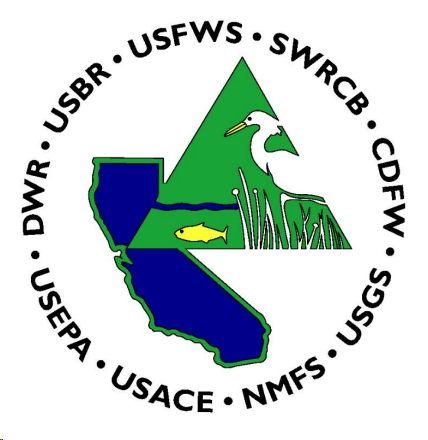 DWR • USBR • USFWS • SWRCB • CDFW • USGS • NMFS • USACE • USEPA •